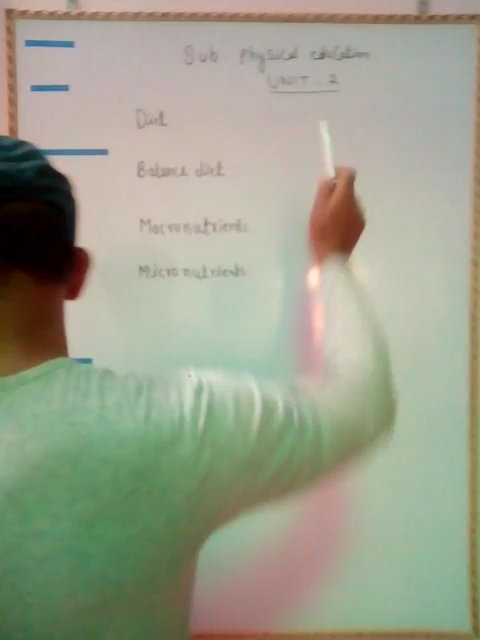 Sub. Physical education
UNIT - 2
Diet
Balance diet
Macronutrients
Micronutrients